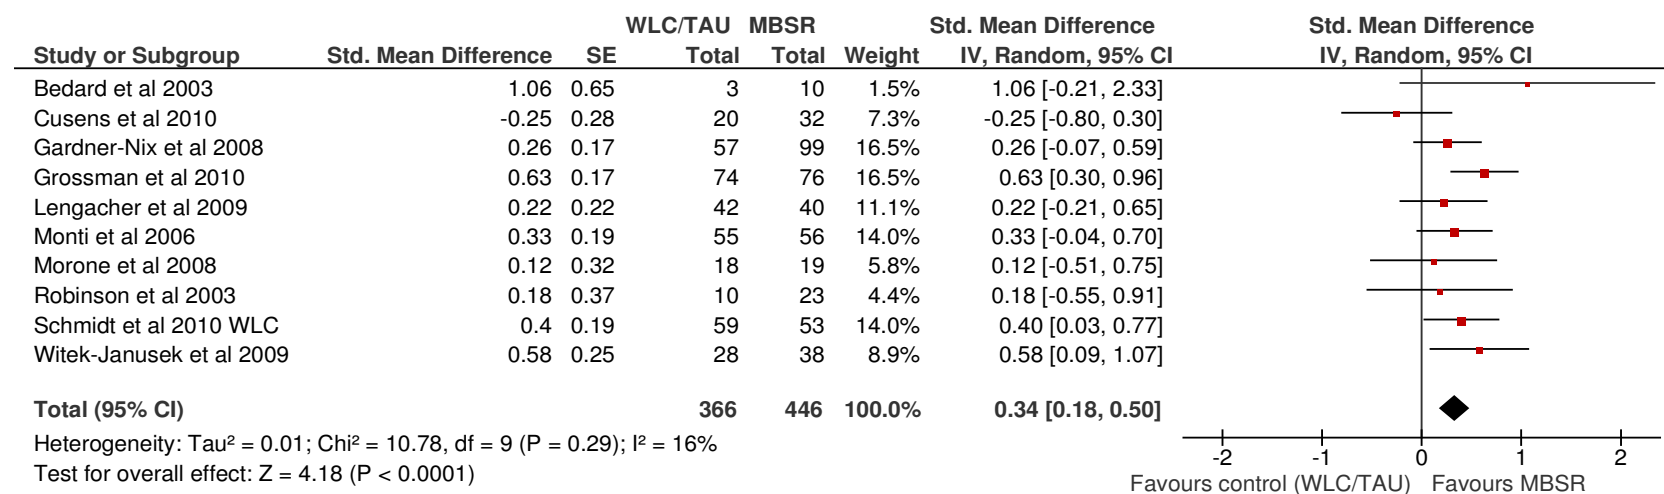 WLC/TAU MBSR Std. Mean Difference Std. Mean Difference
Study or Subgroup Std. Mean Difference SE Total Total Weight IV, Random, 95% CI IV, Random, 95% CI
Bedard et al 2003 1.06 0.65 3 10 1.5% 1.06 [-0.21, 2.33]
Cusens et al 2010 -0.25 0.28 20 32 7.3% -0.25 [-0.80, 0.30]
Gardner-Nix et al 2008 0.26 0.17 57 99 16.5% 0.26 [-0.07, 0.59]
Grossman et al 2010 0.63 0.17 74 76 16.5% 0.63 [0.30, 0.96]
Lengacher et al 2009 0.22 0.22 42 40 11.1% 0.22 [-0.21, 0.65]
Monti et al 2006 0.33 0.19 55 56 14.0% 0.33 [-0.04, 0.70]
Morone et al 2008 0.12 0.32 18 19 5.8% 0.12 [-0.51, 0.75]
Robinson et al 2003 0.18 0.37 10 23 4.4% 0.18 [-0.55, 0.91]
Schmidt et al 2010 WLC 0.4 0.19 59 53 14.0% 0.40 [0.03, 0.77]
Witek-Janusek et al 2009 0.58 0.25 28 38 8.9% 0.58 [0.09, 1.07]
Total (95% CI) 366 446 100.0% 0.34 [0.18, 0.50]
Heterogeneity: Tau² = 0.01; Chi² = 10.78, df = 9 (P = 0.29); I² = 16%
Test for overall effect: Z = 4.18 (P < 0.0001)
-2 -1 0 1 2
Favours control (WLC/TAU) Favours MBSR